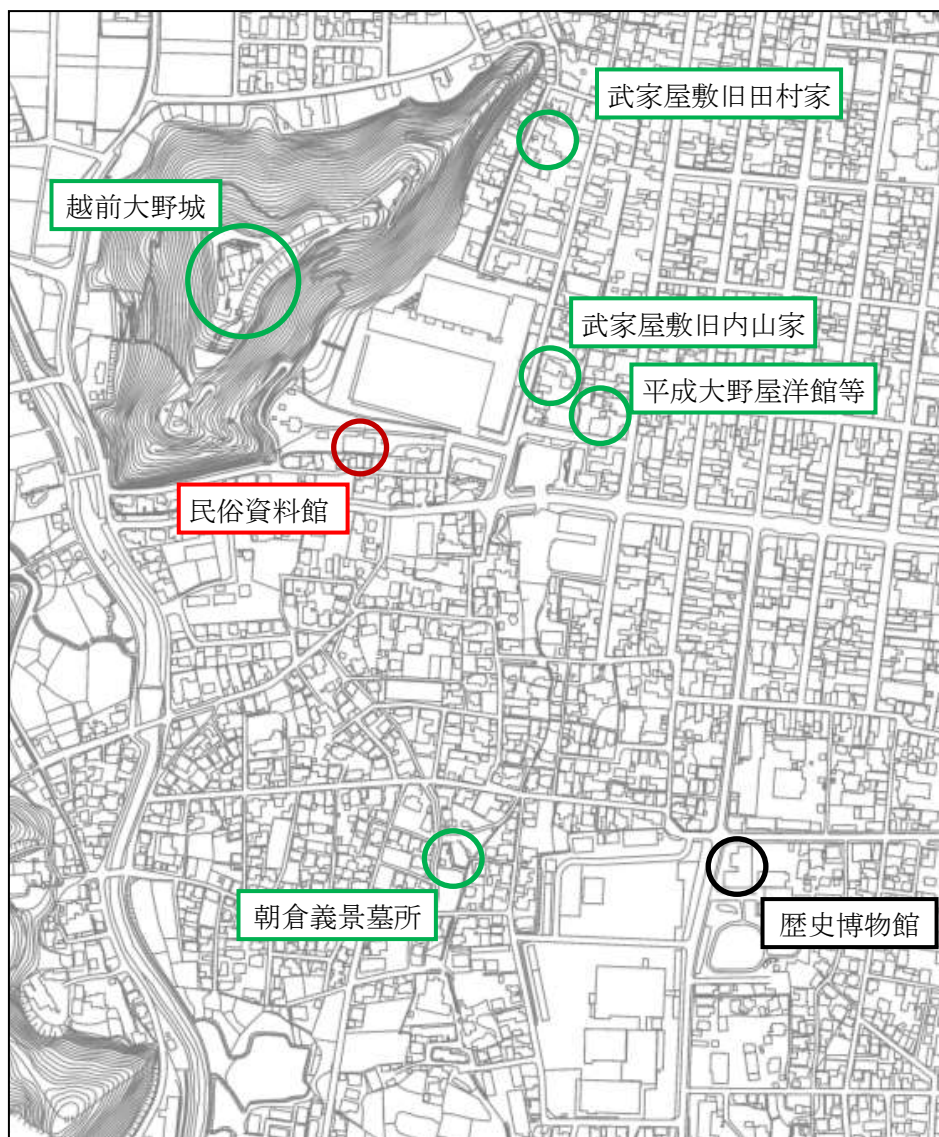 武家屋敷旧田村家
越前大野城
武家屋敷旧内山家
平成大野屋洋館等
民俗資料館
朝倉義景墓所
歴史博物館